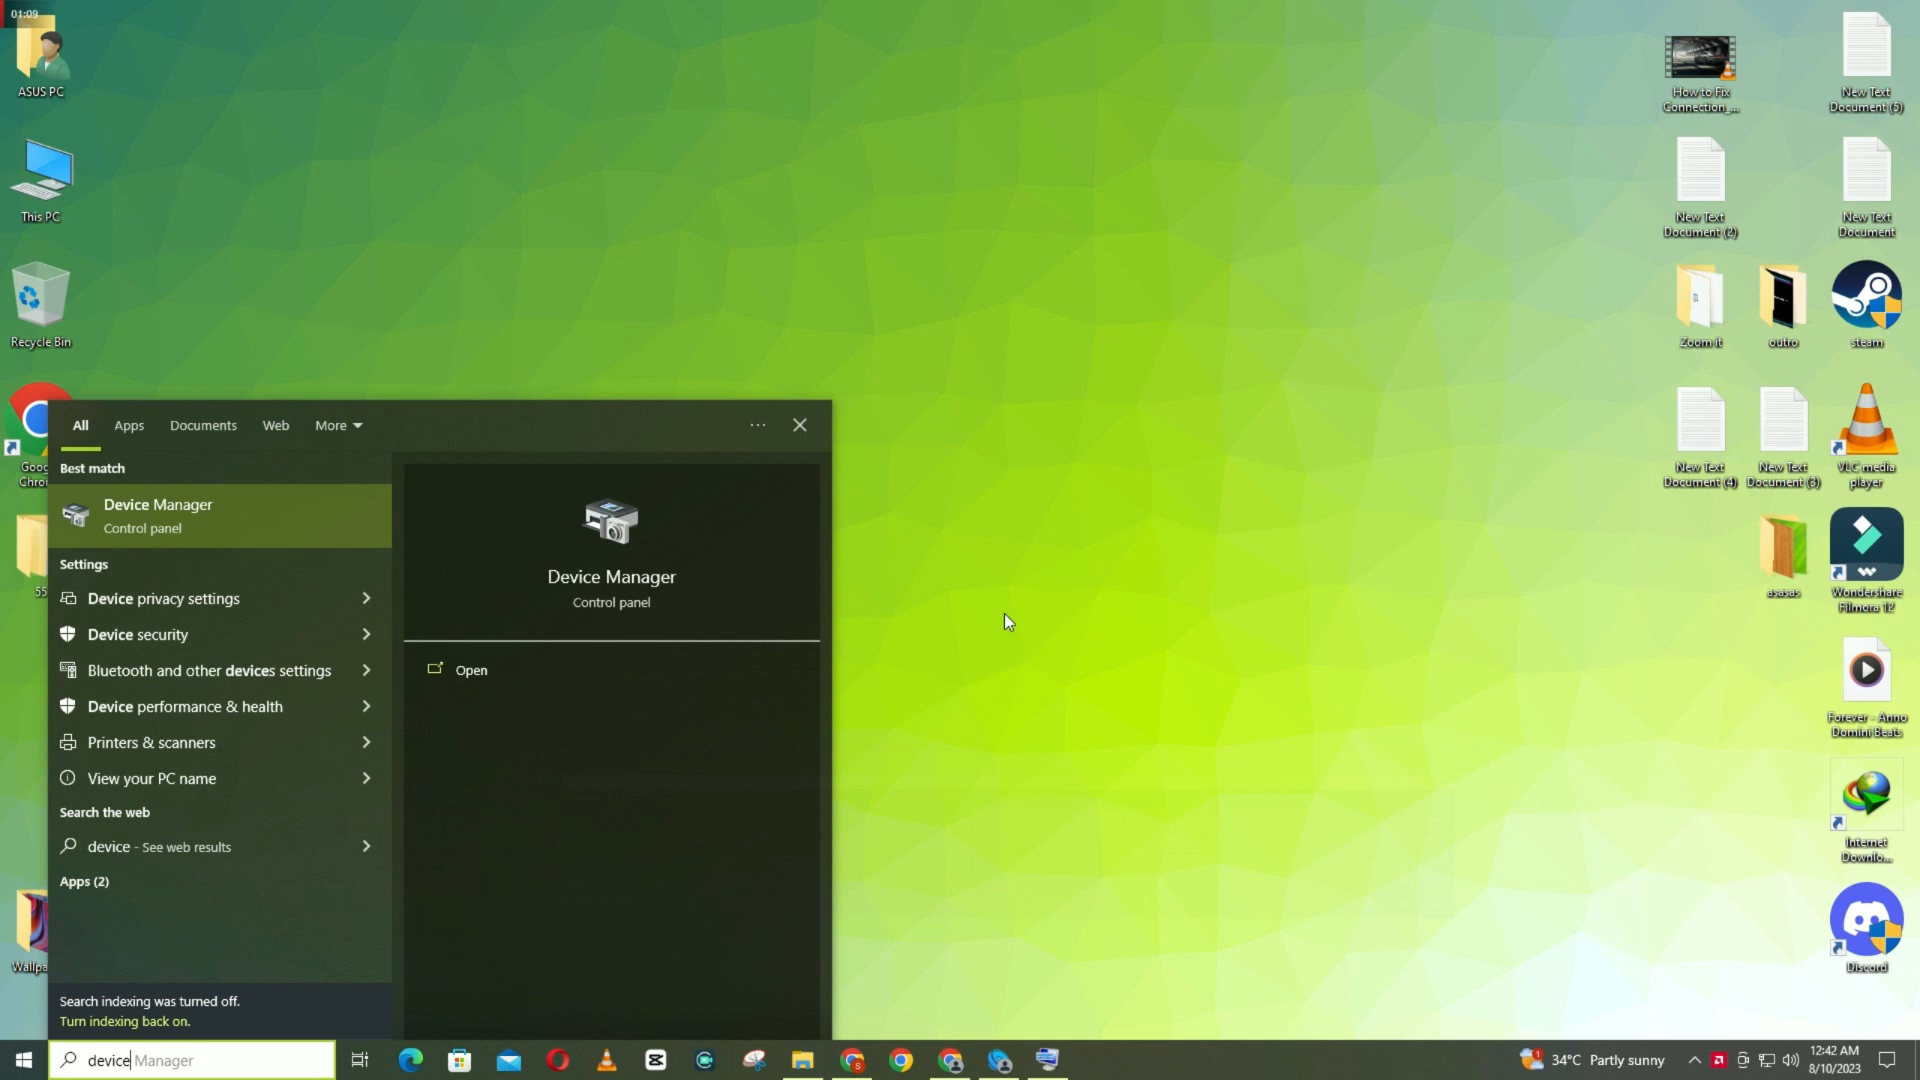 01:09
ASUS PC
This PC
Recycle Bin
Goog
Chro
55
Wallpa
How to Fix
Connection_...
New Text
Document (5)
New Text
Document (2)
New Text
Document
Zoom it
outro
steam
New Text
Document (4)
New Text
Document (3)
VLC media
player
asasas
Wondershare
Filmora 12
Forever - Anno
Domini Beats
Internet
Downlo...
Discord
All
Apps
Documents
Web
More
Best match
Device Manager
Control panel
Settings
Device privacy settings
Device security
Bluetooth and other devices settings
Device performance & health
Printers & scanners
View your PC name
Search the web
device - See web results
Apps (2)
Search indexing was turned off.
Turn indexing back on.
Device Manager
Control panel
Open
device Manager
34°C Partly sunny
12:42 AM
8/10/2023